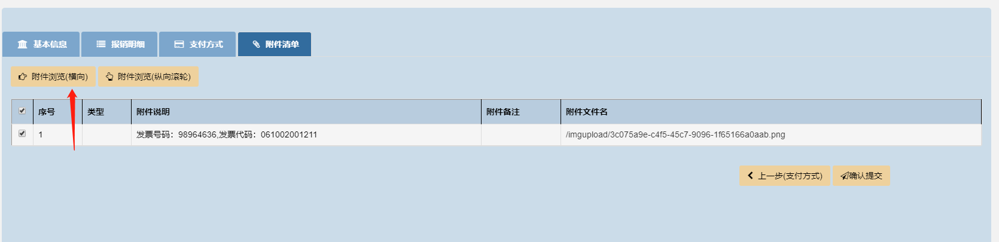 基本信息 报销明细 支付方式 附件清单
附件浏览(横向) 附件浏览(纵向滚轮)
序号 类型 附件说明 附件备注 附件文件名
1 发票号码：98964636,发票代码：061002001211 /imgupload/3c075a9e-c4f5-45c7-9096-1f65166a0aab.png
上一步(支付方式) 确认提交